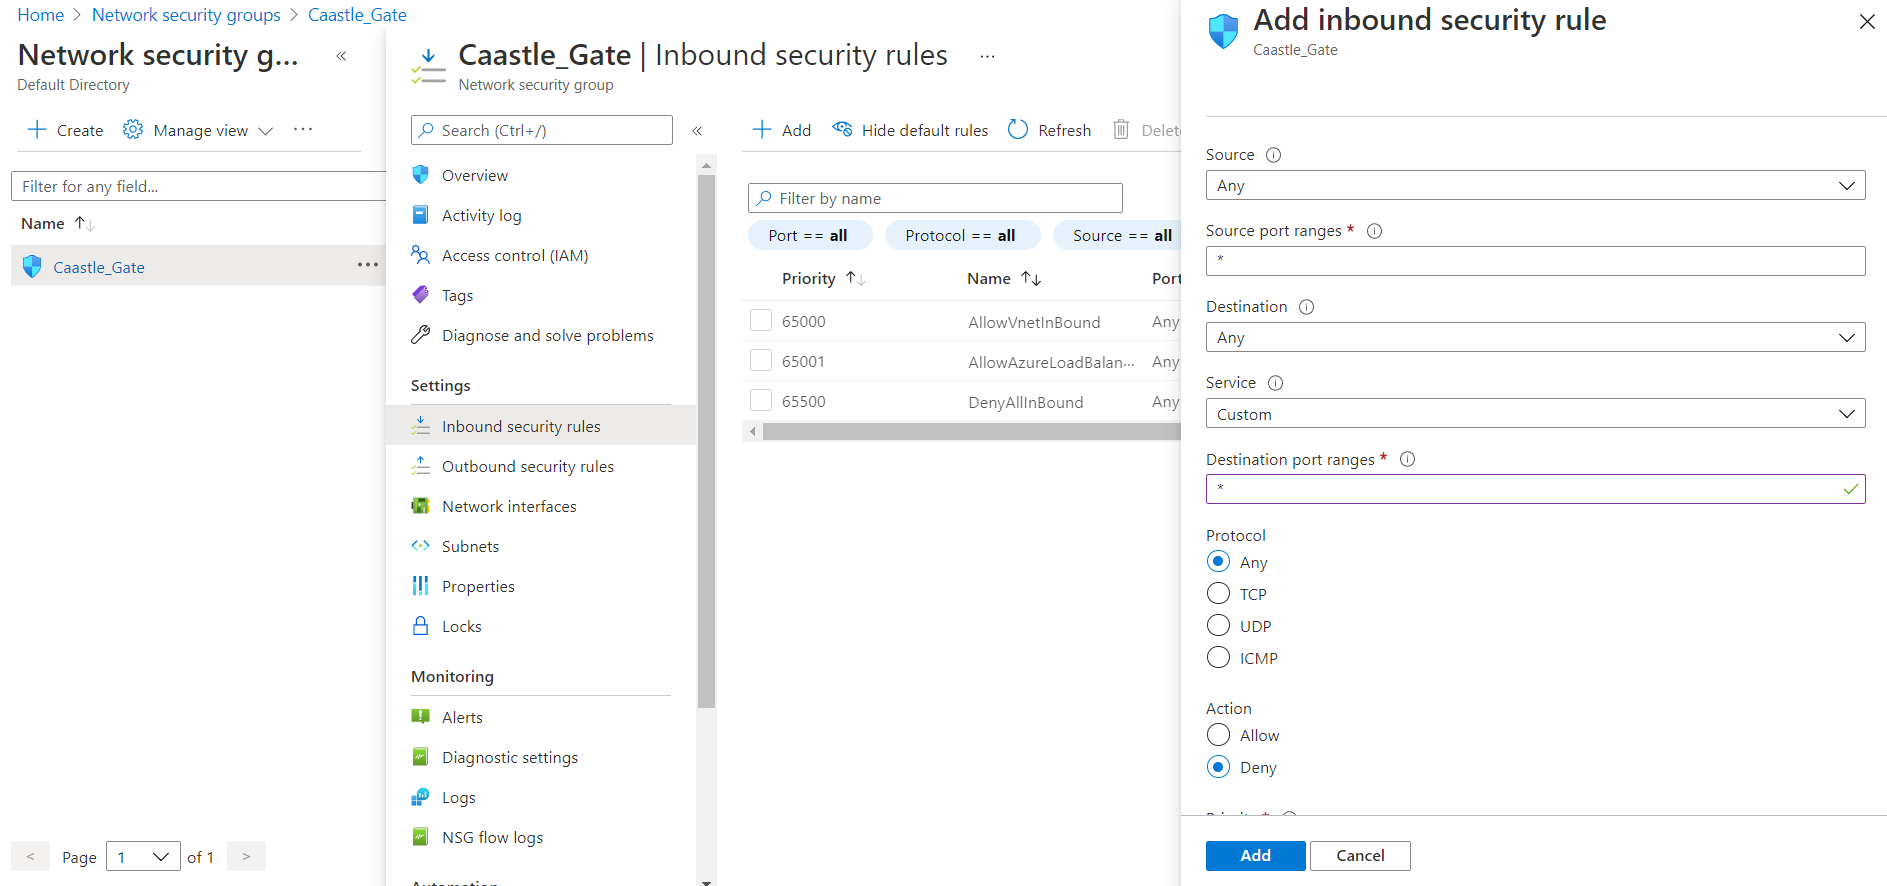 Home > Network security groups > Caastle_Gate
Network security g...
Default Directory
Create
Manage view
Filter for any field...
Name
Caastle_Gate
< Page 1 of 1 >
Caastle_Gate | Inbound security rules
Network security group
Search (Ctrl+/)
Overview
Activity log
Access control (IAM)
Tags
Diagnose and solve problems
Settings
Inbound security rules
Outbound security rules
Network interfaces
Subnets
Properties
Locks
Monitoring
Alerts
Diagnostic settings
Logs
NSG flow logs
Automation
Add Hide default rules Refresh Delete
Filter by name
Port == all Protocol == all Source == all
Priority Name Port
65000 AllowVnetInBound Any
65001 AllowAzureLoadBalan... Any
65500 DenyAllInBound Any
Add inbound security rule
Caastle_Gate
Source
Any
Source port ranges *
*
Destination
Any
Service
Custom
Destination port ranges *
*
Protocol
Any
TCP
UDP
ICMP
Action
Allow
Deny
Priority *
Add Cancel